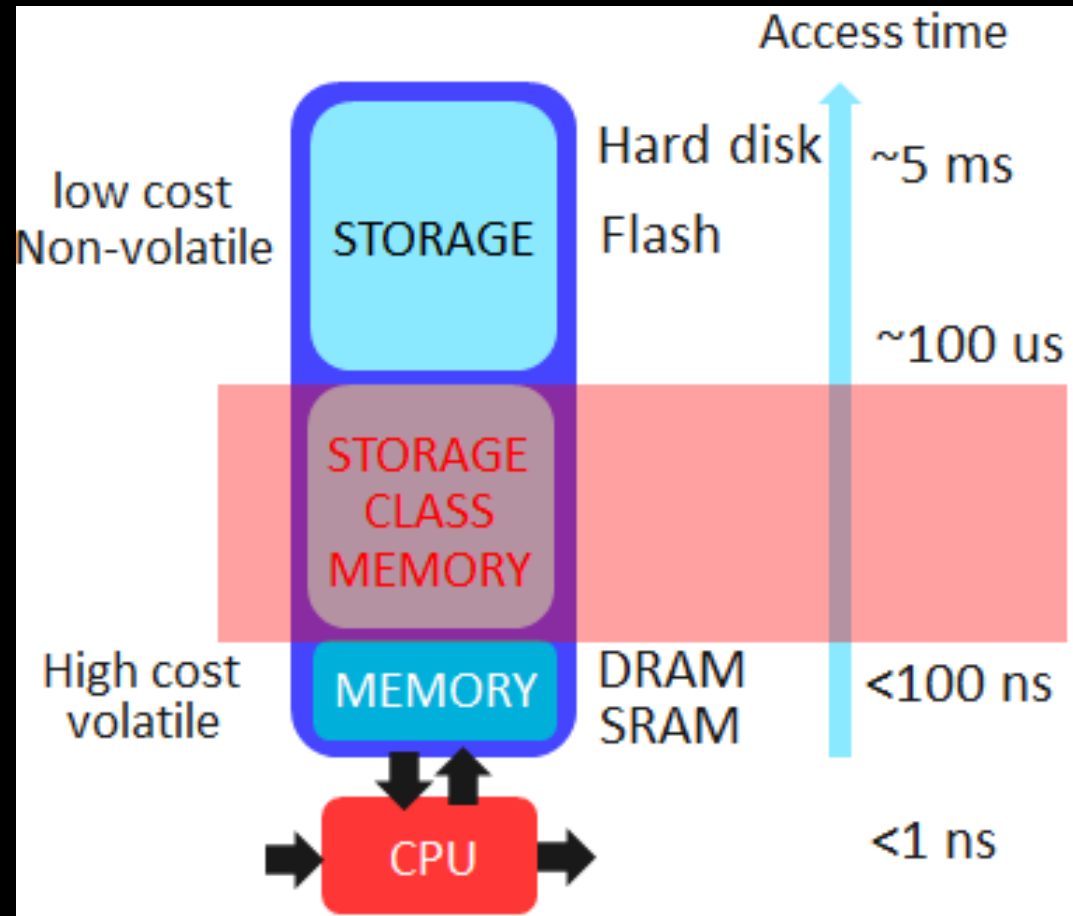 Access time
low cost
Non-volatile
STORAGE
Hard disk
Flash
~5 ms
~100 us
STORAGE
CLASS
MEMORY
High cost
volatile
MEMORY
DRAM
SRAM
<100 ns
CPU
<1 ns